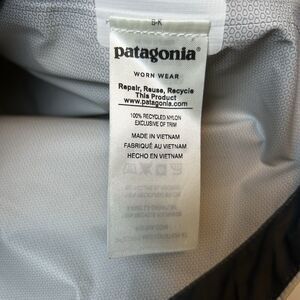 patagonia®
WORN WEAR
Repair, Reuse, Recycle
This Product
www.patagonia.com
100% RECYCLED NYLON
EXCLUSIVE OF TRIM
MADE IN VIETNAM
FABRIQUÉ AU VIETNAM
HECHO EN VIETNAM